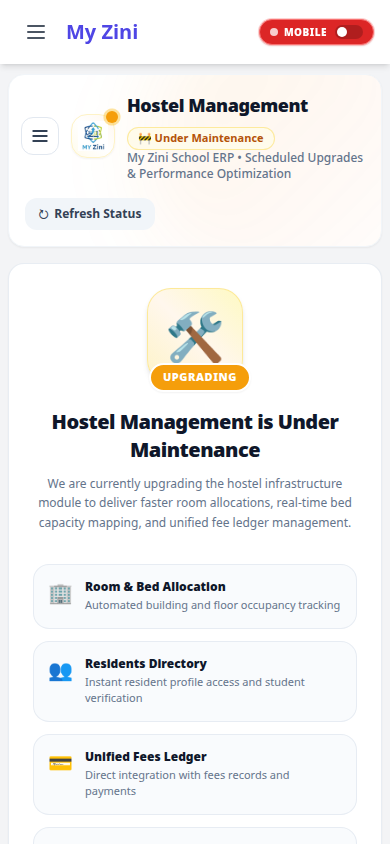 My Zini
MOBILE
Hostel Management
🚧 Under Maintenance
MY Zini
My Zini School ERP • Scheduled Upgrades
& Performance Optimization
↻ Refresh Status
UPGRADING
Hostel Management is Under
Maintenance
We are currently upgrading the hostel infrastructure
module to deliver faster room allocations, real-time bed
capacity mapping, and unified fee ledger management.
Room & Bed Allocation
Automated building and floor occupancy tracking
Residents Directory
Instant resident profile access and student
verification
Unified Fees Ledger
Direct integration with fees records and
payments